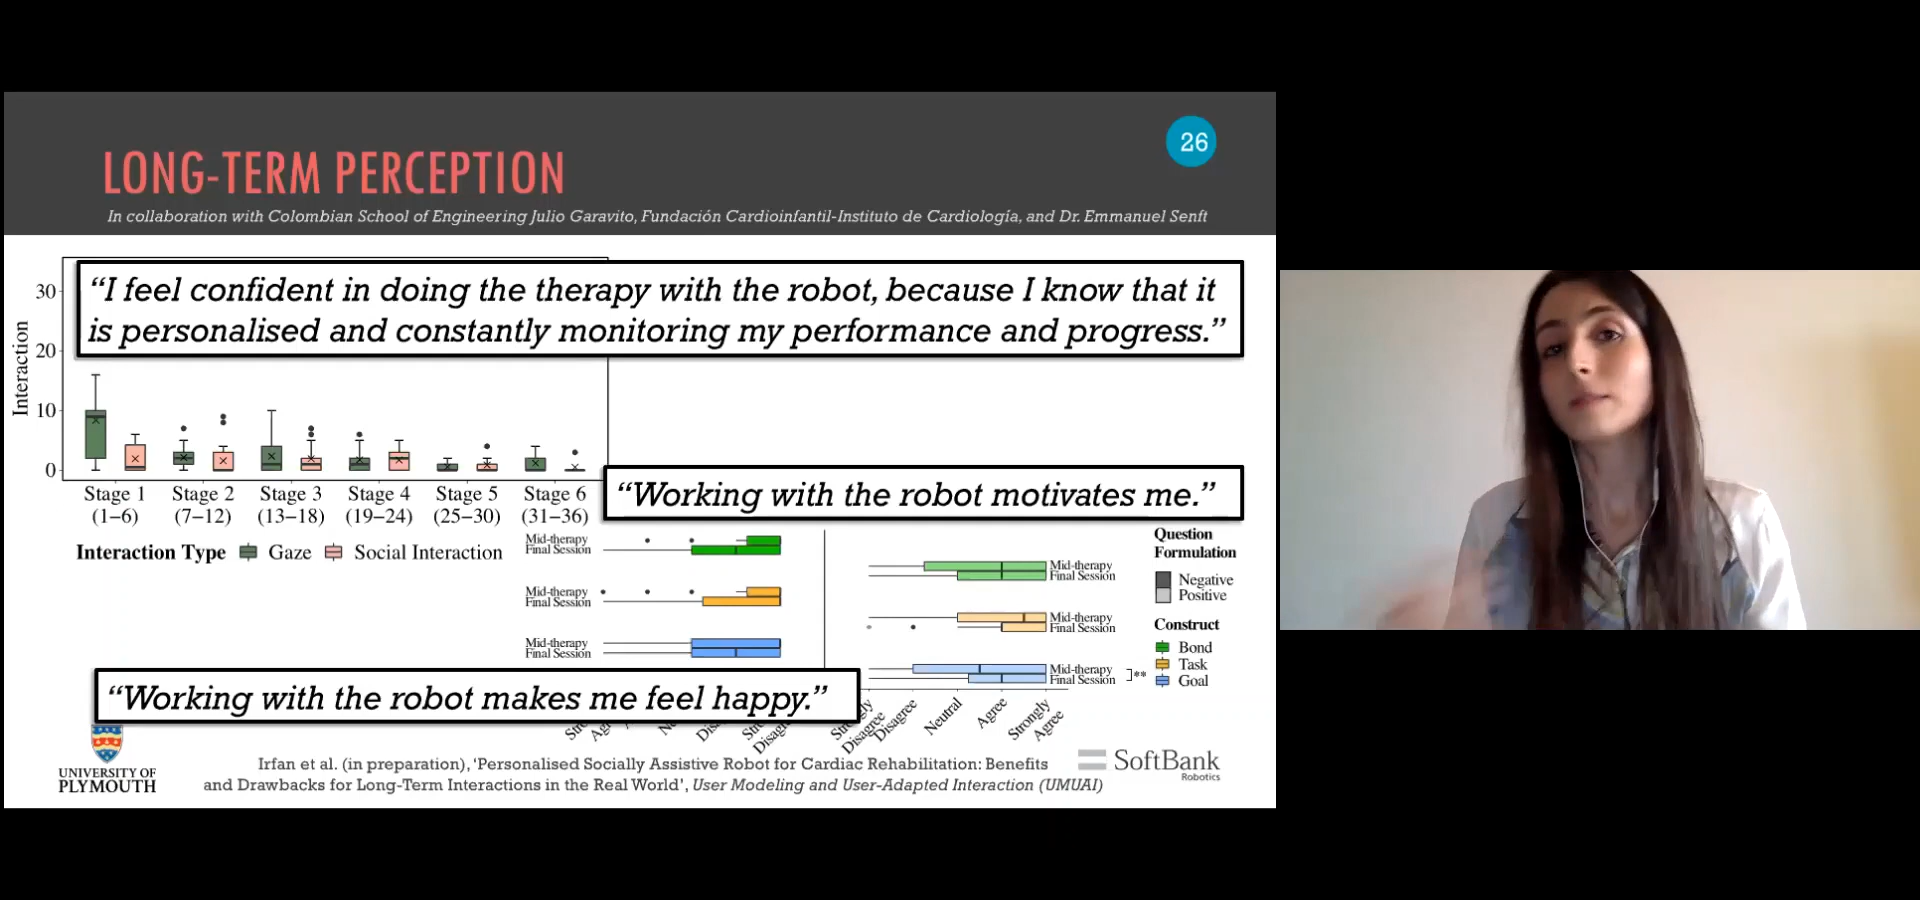 26
LONG-TERM PERCEPTION
In collaboration with Colombian School of Engineering Julio Garavito, Fundación Cardioinfantil-Instituto de Cardiología, and Dr. Emmanuel Senft
“I feel confident in doing the therapy with the robot, because I know that it
is personalised and constantly monitoring my performance and progress.”
Interaction
30
20
10
0
Stage 1 Stage 2 Stage 3 Stage 4 Stage 5 Stage 6
(1–6) (7–12) (13–18) (19–24) (25–30) (31–36)
Interaction Type Gaze Social Interaction
“Working with the robot motivates me.”
Mid-therapy
Final Session
Mid-therapy
Final Session
Mid-therapy
Final Session
Mid-therapy
Final Session
Mid-therapy
Final Session
Mid-therapy
Final Session
**
Question
Formulation
Negative
Positive
Construct
Bond
Task
Goal
“Working with the robot makes me feel happy.”
Disagree
Disagree
Neutral
Agree
Strongly
Agree
UNIVERSITY OF
PLYMOUTH
Irfan et al. (in preparation), ‘Personalised Socially Assistive Robot for Cardiac Rehabilitation: Benefits
and Drawbacks for Long-Term Interactions in the Real World’, User Modeling and User-Adapted Interaction (UMUAI)
SoftBank
Robotics